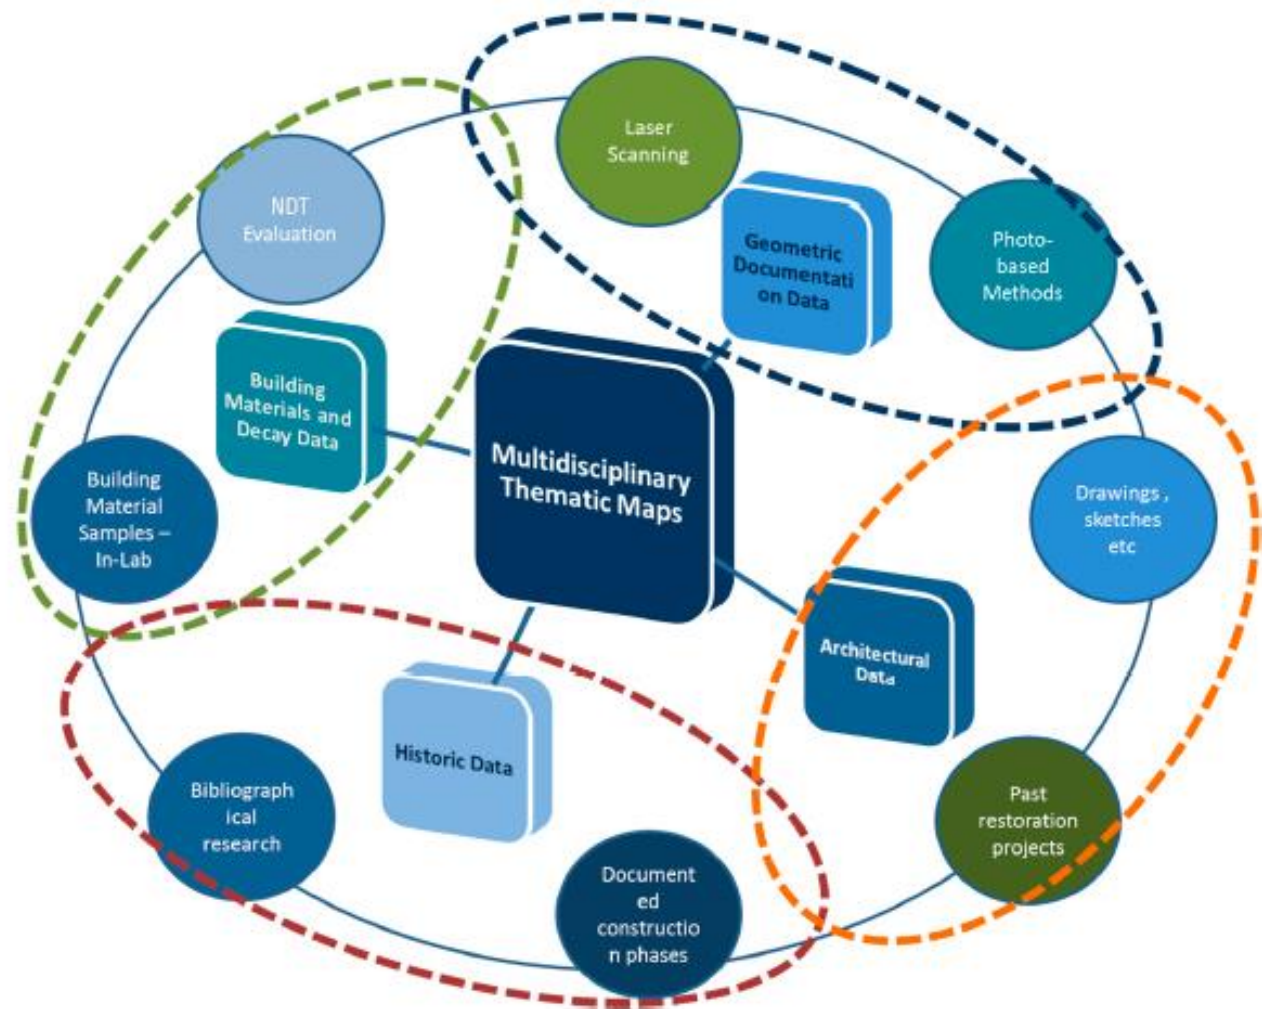 Laser
Scanning
NDT
Evaluation
Geometric
Documentati
on Data
Photo-
based
Methods
Building
Materials and
Decay Data
Multidisciplinary
Thematic Maps
Building
Material
Samples –
In-Lab
Drawings ,
sketches
etc
Architectural
Data
Historic Data
Bibliograph
ical
research
Past
restoration
projects
Document
ed
constructio
n phases